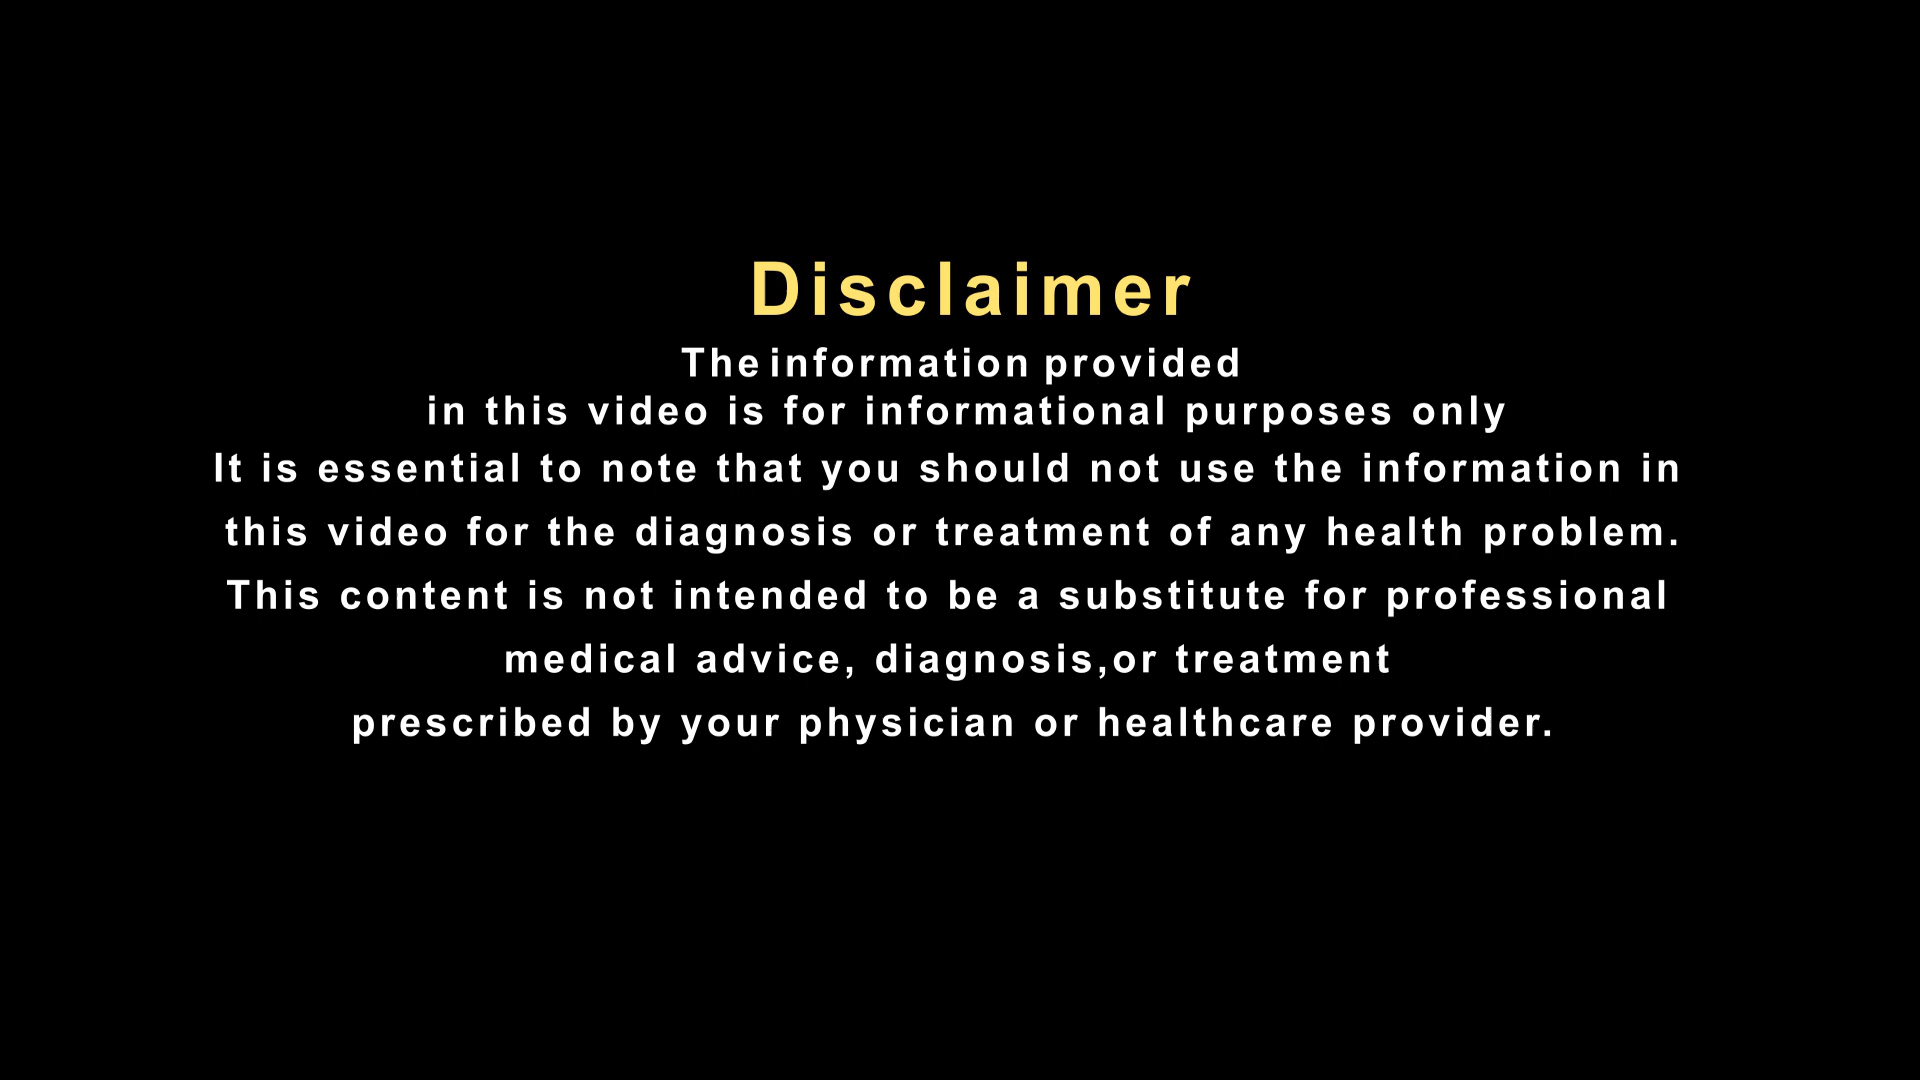 Disclaimer
The information provided
in this video is for informational purposes only
It is essential to note that you should not use the information in
this video for the diagnosis or treatment of any health problem.
This content is not intended to be a substitute for professional
medical advice, diagnosis,or treatment
prescribed by your physician or healthcare provider.